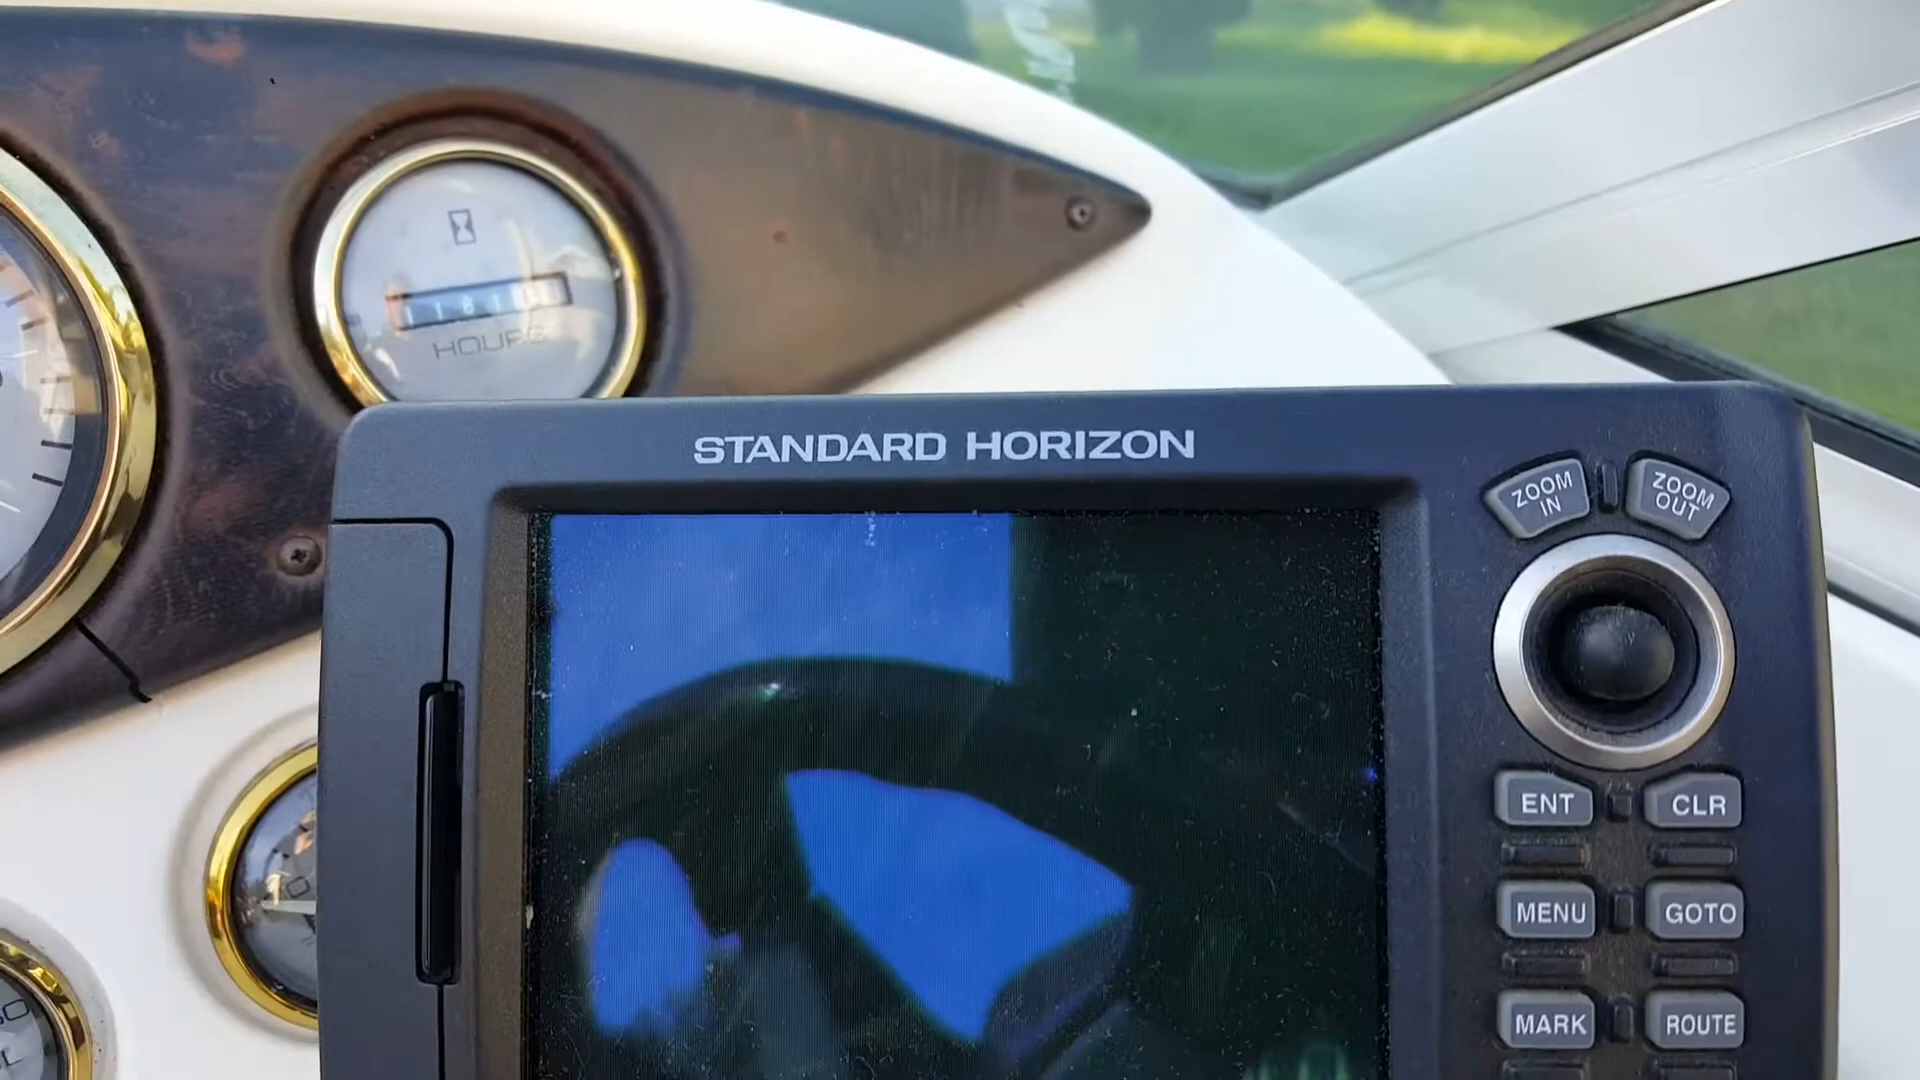 HOURS
STANDARD HORIZON
ZOOM
IN
ZOOM
OUT
ENT
CLR
MENU
GOTO
MARK
ROUTE